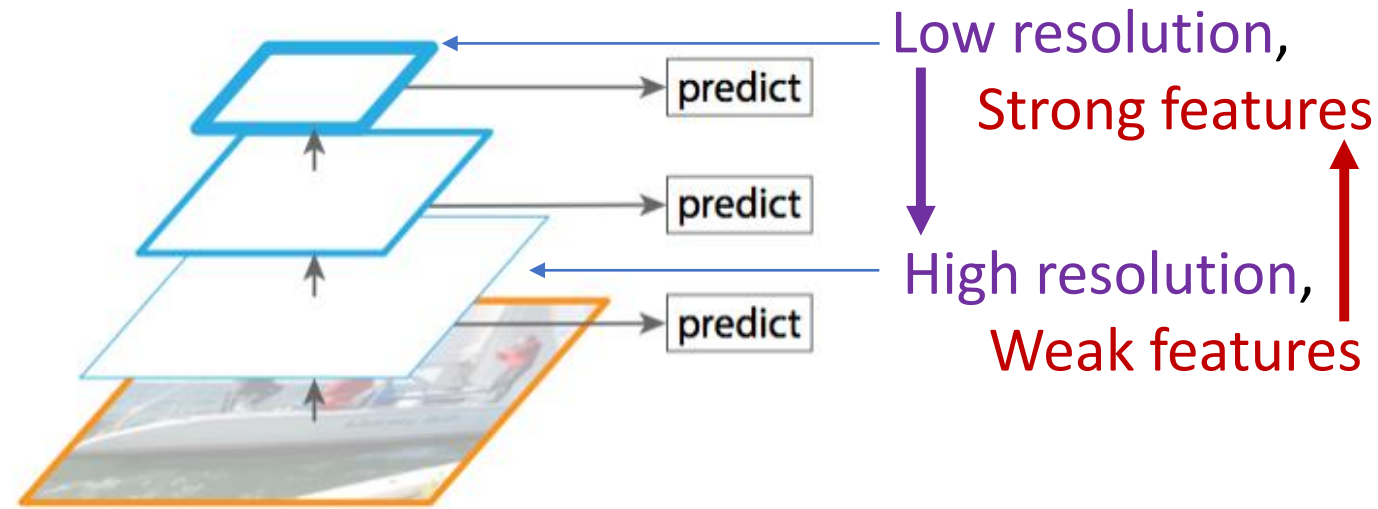 Low resolution,
predict
Strong features
predict
High resolution,
predict
Weak features